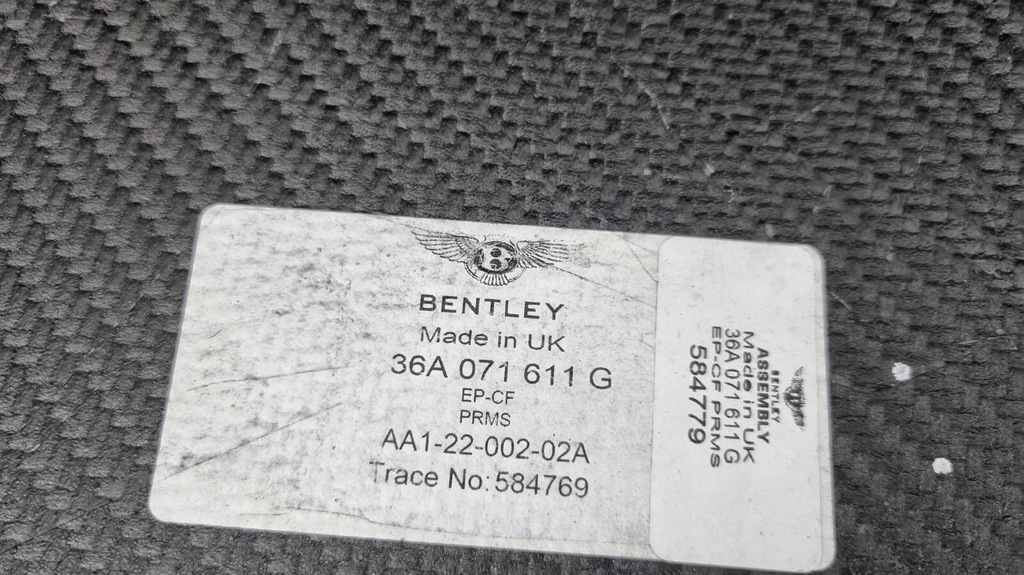 BENTLEY
Made in UK
36A 071 611 G
EP-CF
PRMS
AA1-22-002-02A
Trace No: 584769
BENTLEY
ASSEMBLY
Made in UK
36A 071 611 G
EP-CF PRMS
584779